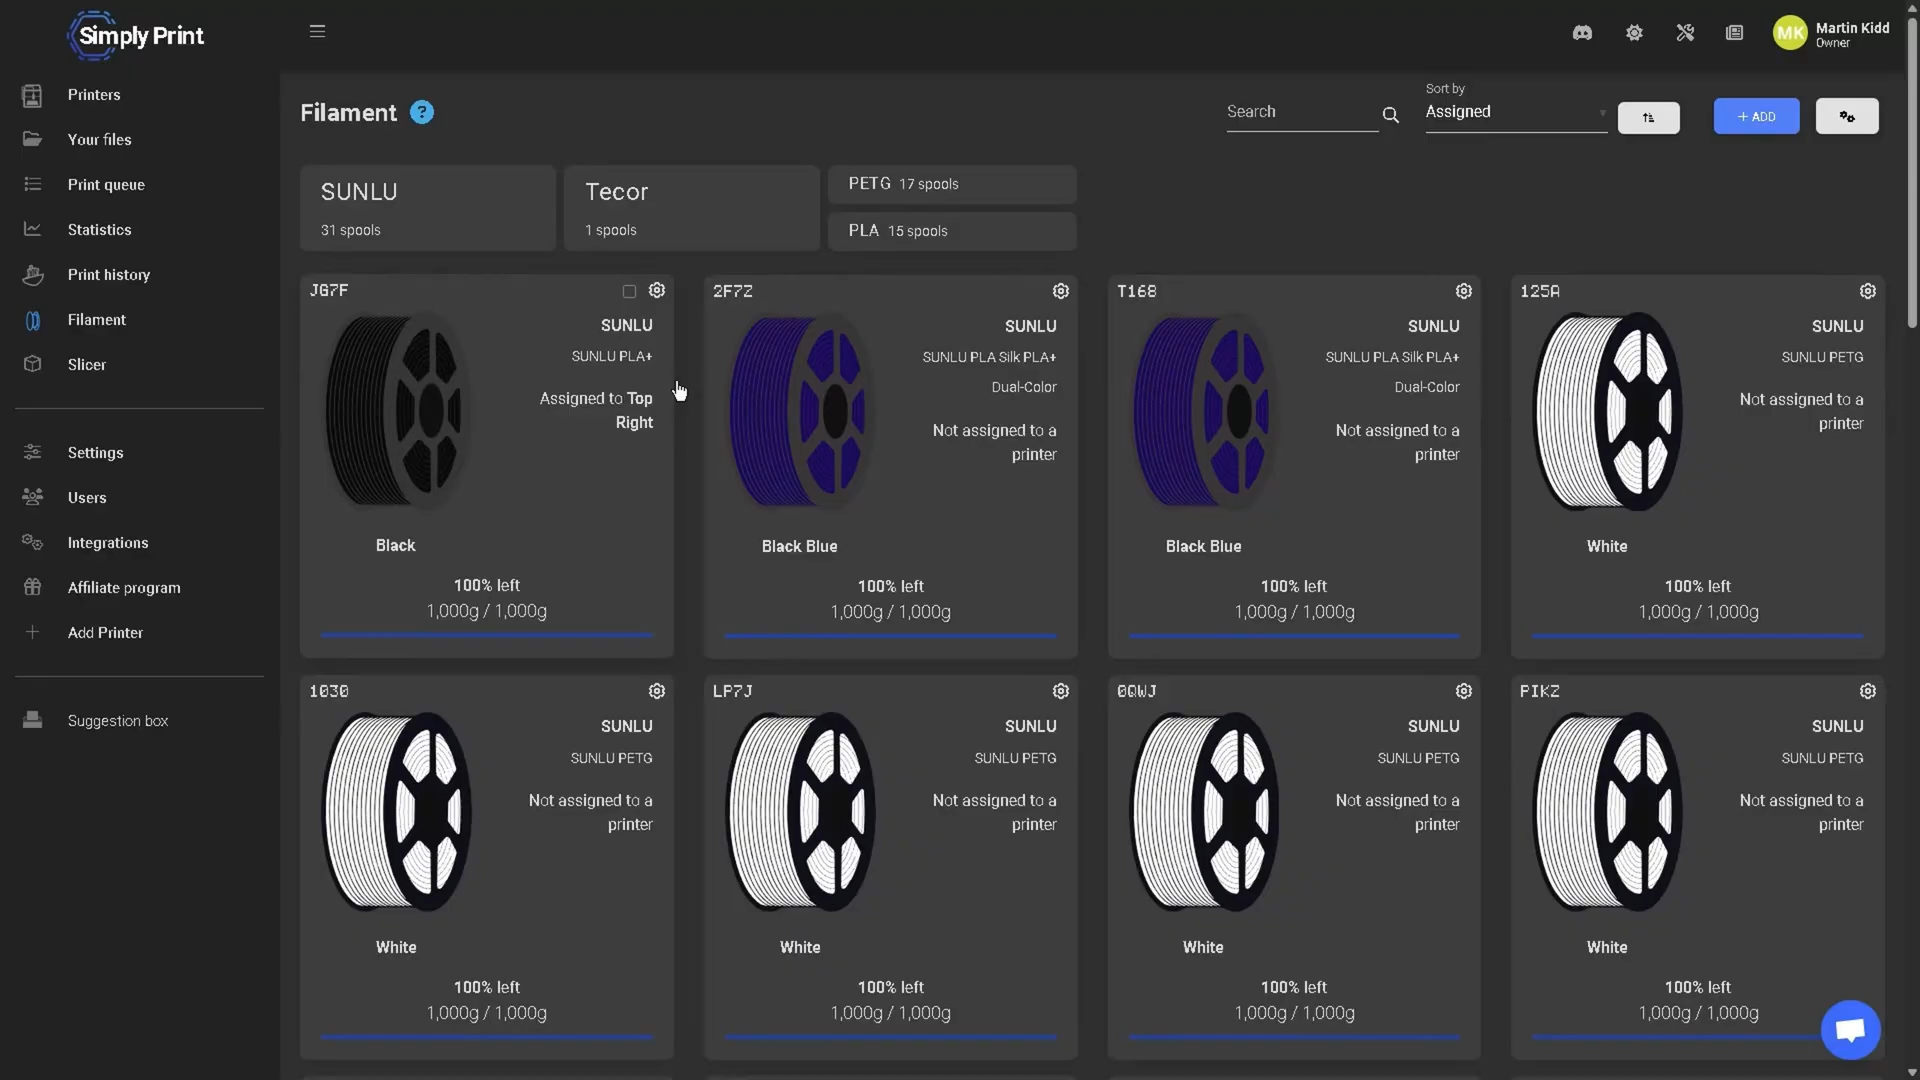 Simply Print
Martin Kidd
Owner
MK
Printers
Your files
Print queue
Statistics
Print history
Filament
Slicer
Settings
Users
Integrations
Affiliate program
Add Printer
Suggestion box
Filament ?
Search
Sort by
Assigned
+ ADD
SUNLU
31 spools
Tecor
1 spools
PETG 17 spools
PLA 15 spools
JG7F
SUNLU
SUNLU PLA+
Assigned to Top
Right
Black
100% left
1,000g / 1,000g
2F7Z
SUNLU
SUNLU PLA Silk PLA+
Dual-Color
Not assigned to a
printer
Black Blue
100% left
1,000g / 1,000g
T168
SUNLU
SUNLU PLA Silk PLA+
Dual-Color
Not assigned to a
printer
Black Blue
100% left
1,000g / 1,000g
125A
SUNLU
SUNLU PETG
Not assigned to a
printer
White
100% left
1,000g / 1,000g
1030
SUNLU
SUNLU PETG
Not assigned to a
printer
White
100% left
1,000g / 1,000g
LP7J
SUNLU
SUNLU PETG
Not assigned to a
printer
White
100% left
1,000g / 1,000g
0QWJ
SUNLU
SUNLU PETG
Not assigned to a
printer
White
100% left
1,000g / 1,000g
PIKZ
SUNLU
SUNLU PETG
Not assigned to a
printer
White
100% left
1,000g / 1,000g